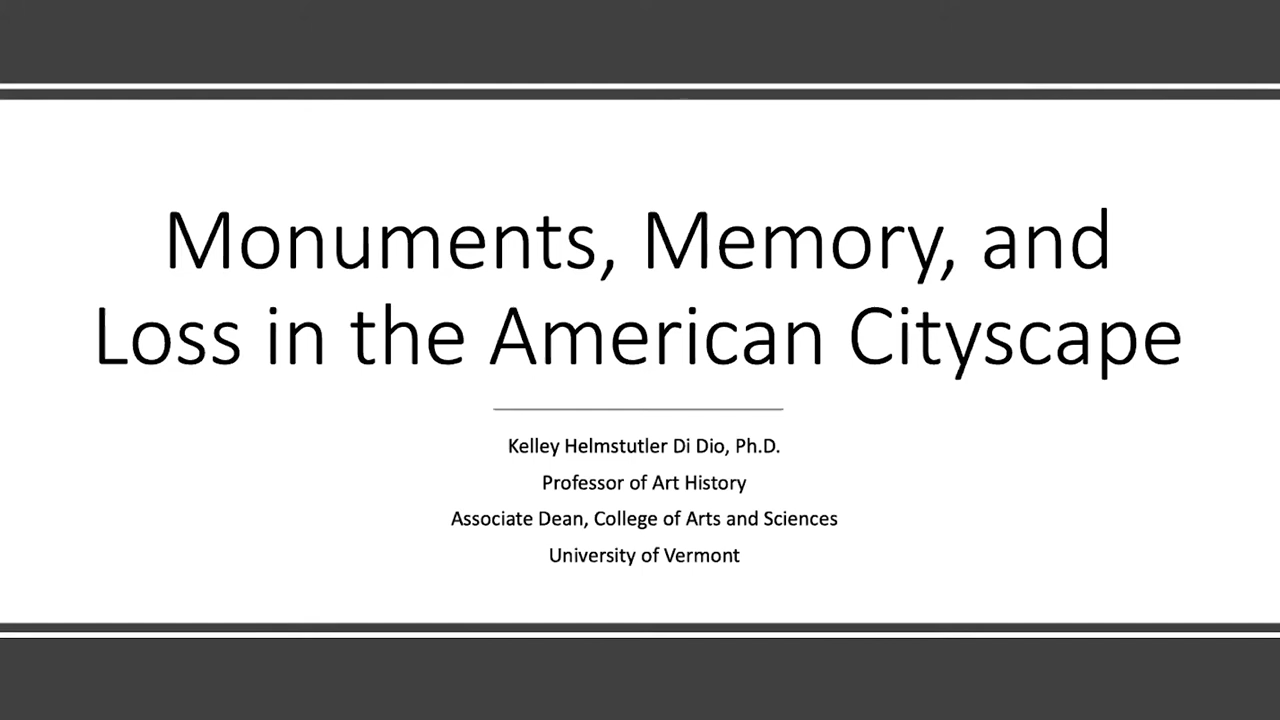 Monuments, Memory, and
Loss in the American Cityscape
Kelley Helmstutler Di Dio, Ph.D.
Professor of Art History
Associate Dean, College of Arts and Sciences
University of Vermont